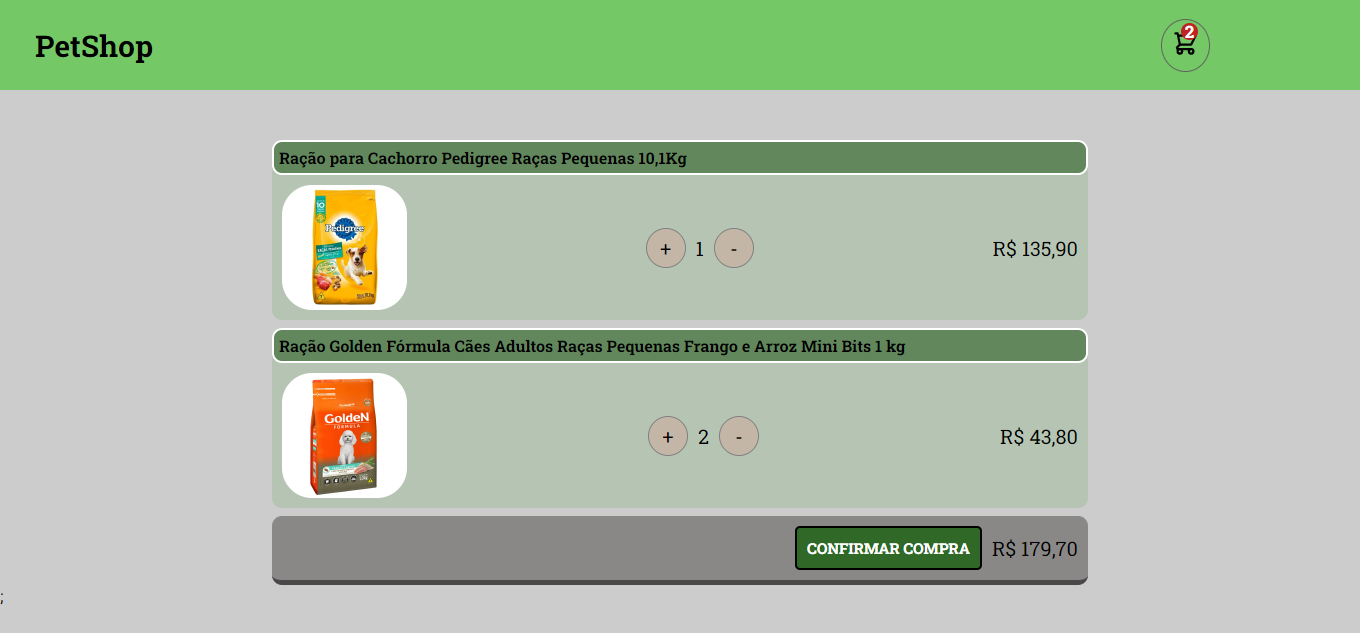 PetShop
2
Ração para Cachorro Pedigree Raças Pequenas 10,1Kg
Pedigree
+ 1 - R$ 135,90
Ração Golden Fórmula Cães Adultos Raças Pequenas Frango e Arroz Mini Bits 1 kg
GoldeN
FÓRMULA
+ 2 - R$ 43,80
CONFIRMAR COMPRA R$ 179,70
;